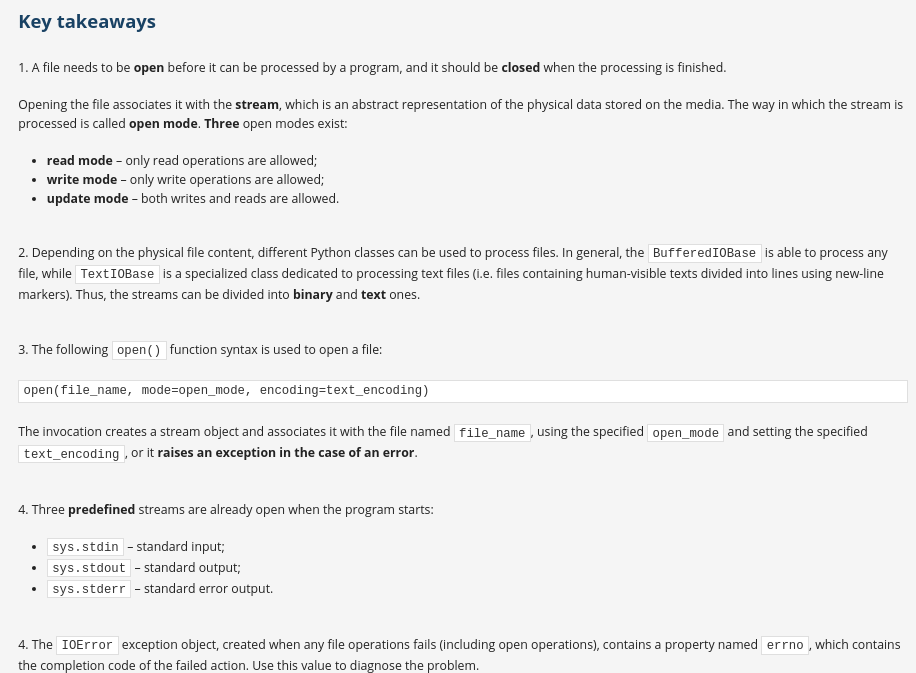 Key takeaways
1. A file needs to be open before it can be processed by a program, and it should be closed when the processing is finished.
Opening the file associates it with the stream, which is an abstract representation of the physical data stored on the media. The way in which the stream is
processed is called open mode. Three open modes exist:
• read mode – only read operations are allowed;
• write mode – only write operations are allowed;
• update mode – both writes and reads are allowed.
2. Depending on the physical file content, different Python classes can be used to process files. In general, the BufferedIOBase is able to process any
file, while TextIOBase is a specialized class dedicated to processing text files (i.e. files containing human-visible texts divided into lines using new-line
markers). Thus, the streams can be divided into binary and text ones.
3. The following open() function syntax is used to open a file:
open(file_name, mode=open_mode, encoding=text_encoding)
The invocation creates a stream object and associates it with the file named file_name, using the specified open_mode and setting the specified
text_encoding, or it raises an exception in the case of an error.
4. Three predefined streams are already open when the program starts:
• sys.stdin – standard input;
• sys.stdout – standard output;
• sys.stderr – standard error output.
4. The IOError exception object, created when any file operations fails (including open operations), contains a property named errno, which contains
the completion code of the failed action. Use this value to diagnose the problem.